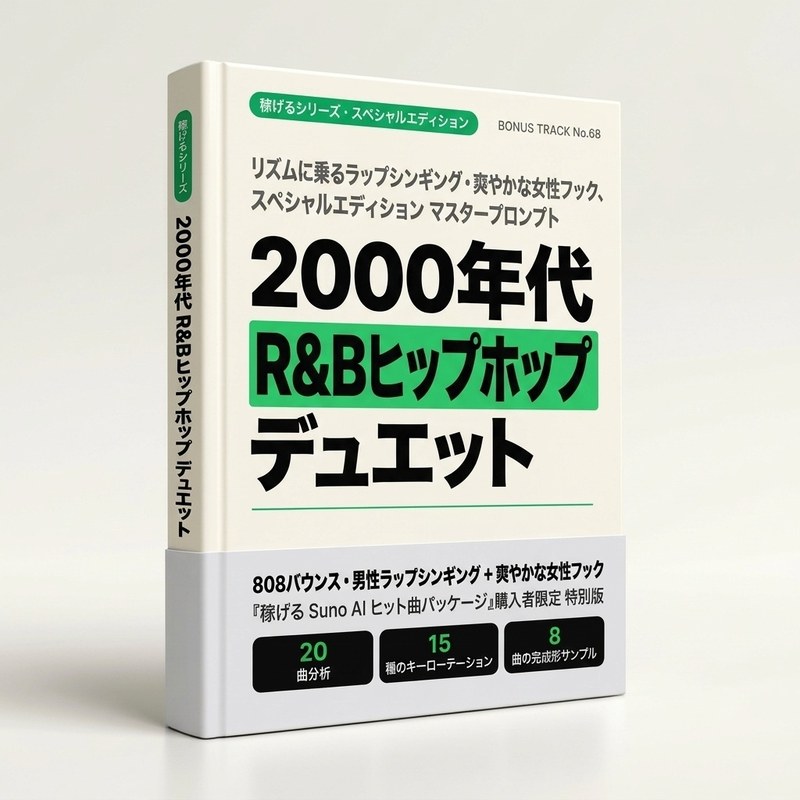 稼げるシリーズ
2000年代 R&Bヒップホップ デュエット
稼げるシリーズ・スペシャルエディション
BONUS TRACK No.68
リズムに乗るラップシンギング・爽やかな女性フック、
スペシャルエディション マスタープロンプト
2000年代
R&Bヒップホップ
デュエット
808バウンス・男性ラップシンギング + 爽やかな女性フック
『稼げる Suno AI ヒット曲パッケージ』購入者限定 特別版
20
曲分析
15
種のキーローテーション
8
曲の完成形サンプル